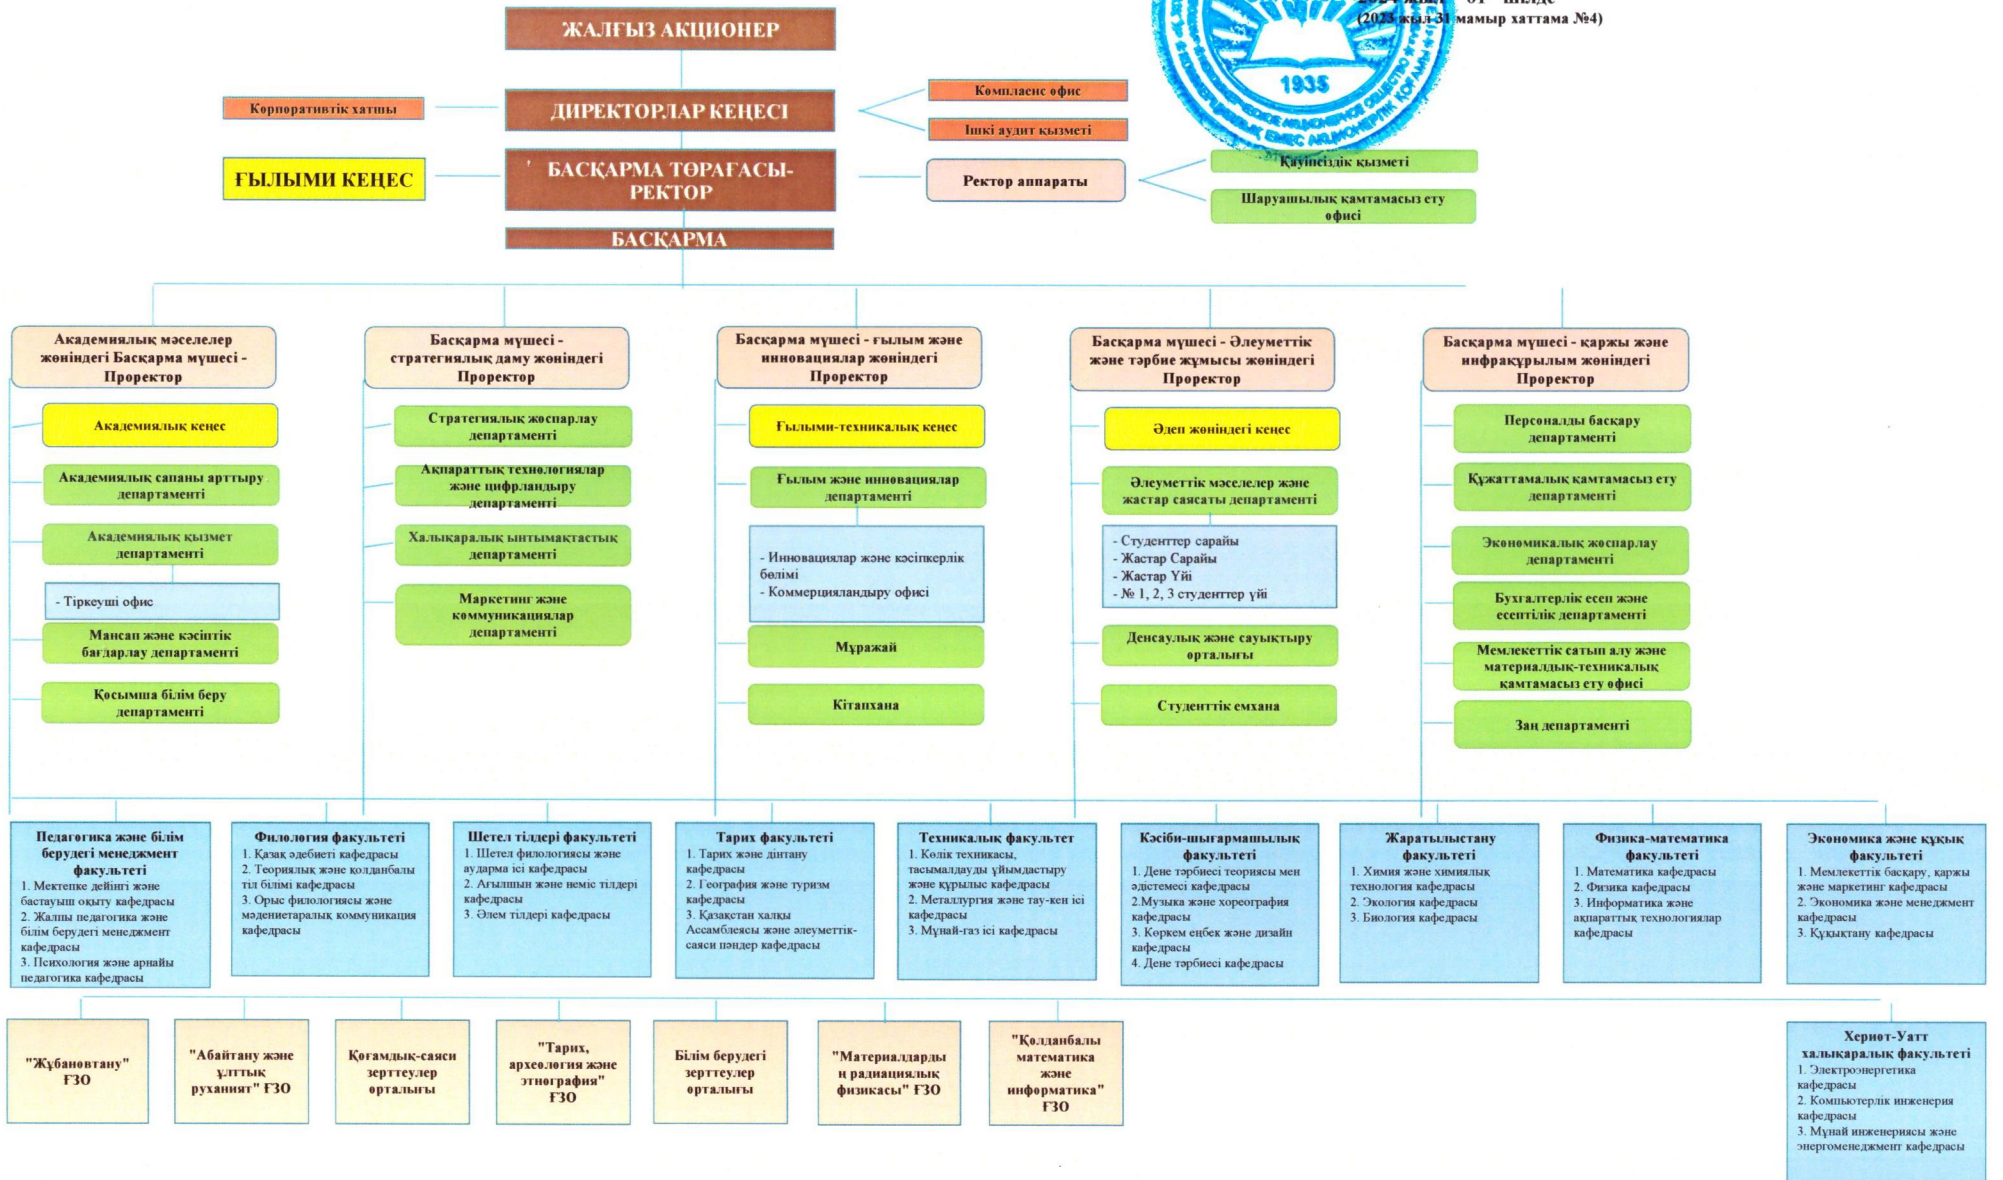 (2023 жыл 31 мамыр хаттама №4)
1935
ЖАЛҒЫЗ АКЦИОНЕР
Корпоративтік хатшы
ДИРЕКТОРЛАР КЕҢЕСІ
Комплаенс офис
Ішкі аудит қызметі
ҒЫЛЫМИ КЕҢЕС
БАСҚАРМА ТӨРАҒАСЫ-
РЕКТОР
Ректор аппараты
Қауіпсіздік қызметі
Шаруашылық қамтамасыз ету
офисі
БАСҚАРМА
Академиялық мәселелер
жөніндегі Басқарма мүшесі -
Проректор
Академиялық кеңес
Академиялық сапаны арттыру
департаменті
Академиялық қызмет
департаменті
- Тіркеуші офис
Мансап және кәсіптік
бағдарлау департаменті
Қосымша білім беру
департаменті
Басқарма мүшесі -
стратегиялық даму жөніндегі
Проректор
Стратегиялық жоспарлау
департаменті
Ақпараттық технологиялар
және цифрландыру
департаменті
Халықаралық ынтымақтастық
департаменті
Маркетинг және
коммуникациялар
департаменті
Басқарма мүшесі - ғылым және
инновациялар жөніндегі
Проректор
Ғылыми-техникалық кеңес
Ғылым және инновациялар
департаменті
- Инновациялар және кәсіпкерлік
бөлімі
- Коммерцияландыру офисі
Мұражай
Кітапхана
Басқарма мүшесі - Әлеуметтік
және тәрбие жұмысы жөніндегі
Проректор
Әдеп жөніндегі кеңес
Әлеуметтік мәселелер және
жастар саясаты департаменті
- Студенттер сарайы
- Жастар Сарайы
- Жастар Үйі
- № 1, 2, 3 студенттер үйі
Денсаулық және сауықтыру
орталығы
Студенттік емхана
Басқарма мүшесі - қаржы және
инфрақұрылым жөніндегі
Проректор
Персоналды басқару
департаменті
Құжаттамалық қамтамасыз ету
департаменті
Экономикалық жоспарлау
департаменті
Бухгалтерлік есеп және
есептілік департаменті
Мемлекеттік сатып алу және
материалдық-техникалық
қамтамасыз ету офисі
Заң департаменті
Педагогика және білім
берудегі менеджмент
факультеті
1. Мектепке дейінгі және
бастауыш оқыту кафедрасы
2. Жалпы педагогика және
білім берудегі менеджмент
кафедрасы
3. Психология және арнайы
педагогика кафедрасы
Филология факультеті
1. Қазақ әдебиеті кафедрасы
2. Теориялық және қолданбалы
тіл білімі кафедрасы
3. Орыс филологиясы және
мәдениетаралық коммуникация
кафедрасы
Шетел тілдері факультеті
1. Шетел филологиясы және
аударма ісі кафедрасы
2. Ағылшын және неміс тілдері
кафедрасы
3. Әлем тілдері кафедрасы
Тарих факультеті
1. Тарих және дінтану
кафедрасы
2. География және туризм
кафедрасы
3. Қазақстан халқы
Ассамблеясы және әлеуметтік-
саяси пәндер кафедрасы
Техникалық факультет
1. Көлік техникасы,
тасымалдауды ұйымдастыру
және құрылыс кафедрасы
2. Металлургия және тау-кен ісі
кафедрасы
3. Мұнай-газ ісі кафедрасы
Кәсіби-шығармашылық
факультеті
1. Дене тәрбиесі теориясы мен
әдістемесі кафедрасы
2.Музыка және хореография
кафедрасы
3. Көркем еңбек және дизайн
кафедрасы
4. Дене тәрбиесі кафедрасы
Жаратылыстану
факультеті
1. Химия және химиялық
технология кафедрасы
2. Экология кафедрасы
3. Биология кафедрасы
Физика-математика
факультеті
1. Математика кафедрасы
2. Физика кафедрасы
3. Информатика және
ақпараттық технологиялар
кафедрасы
Экономика және құқық
факультеті
1. Мемлекеттік басқару, қаржы
және маркетинг кафедрасы
2. Экономика және менеджмент
кафедрасы
3. Құқықтану кафедрасы
"Жұбановтану"
ҒЗО
"Абайтану және
ұлттық
руханият" ҒЗО
Қоғамдық-саяси
зерттеулер
орталығы
"Тарих,
археология және
этнография"
ҒЗО
Білім берудегі
зерттеулер
орталығы
"Материалдарды
ң радиациялық
физикасы" ҒЗО
"Қолданбалы
математика
және
информатика"
ҒЗО
Хериот-Уатт
халықаралық факультеті
1. Электроэнергетика
кафедрасы
2. Компьютерлік инженерия
кафедрасы
3. Мұнай инженериясы және
энергоменеджмент кафедрасы